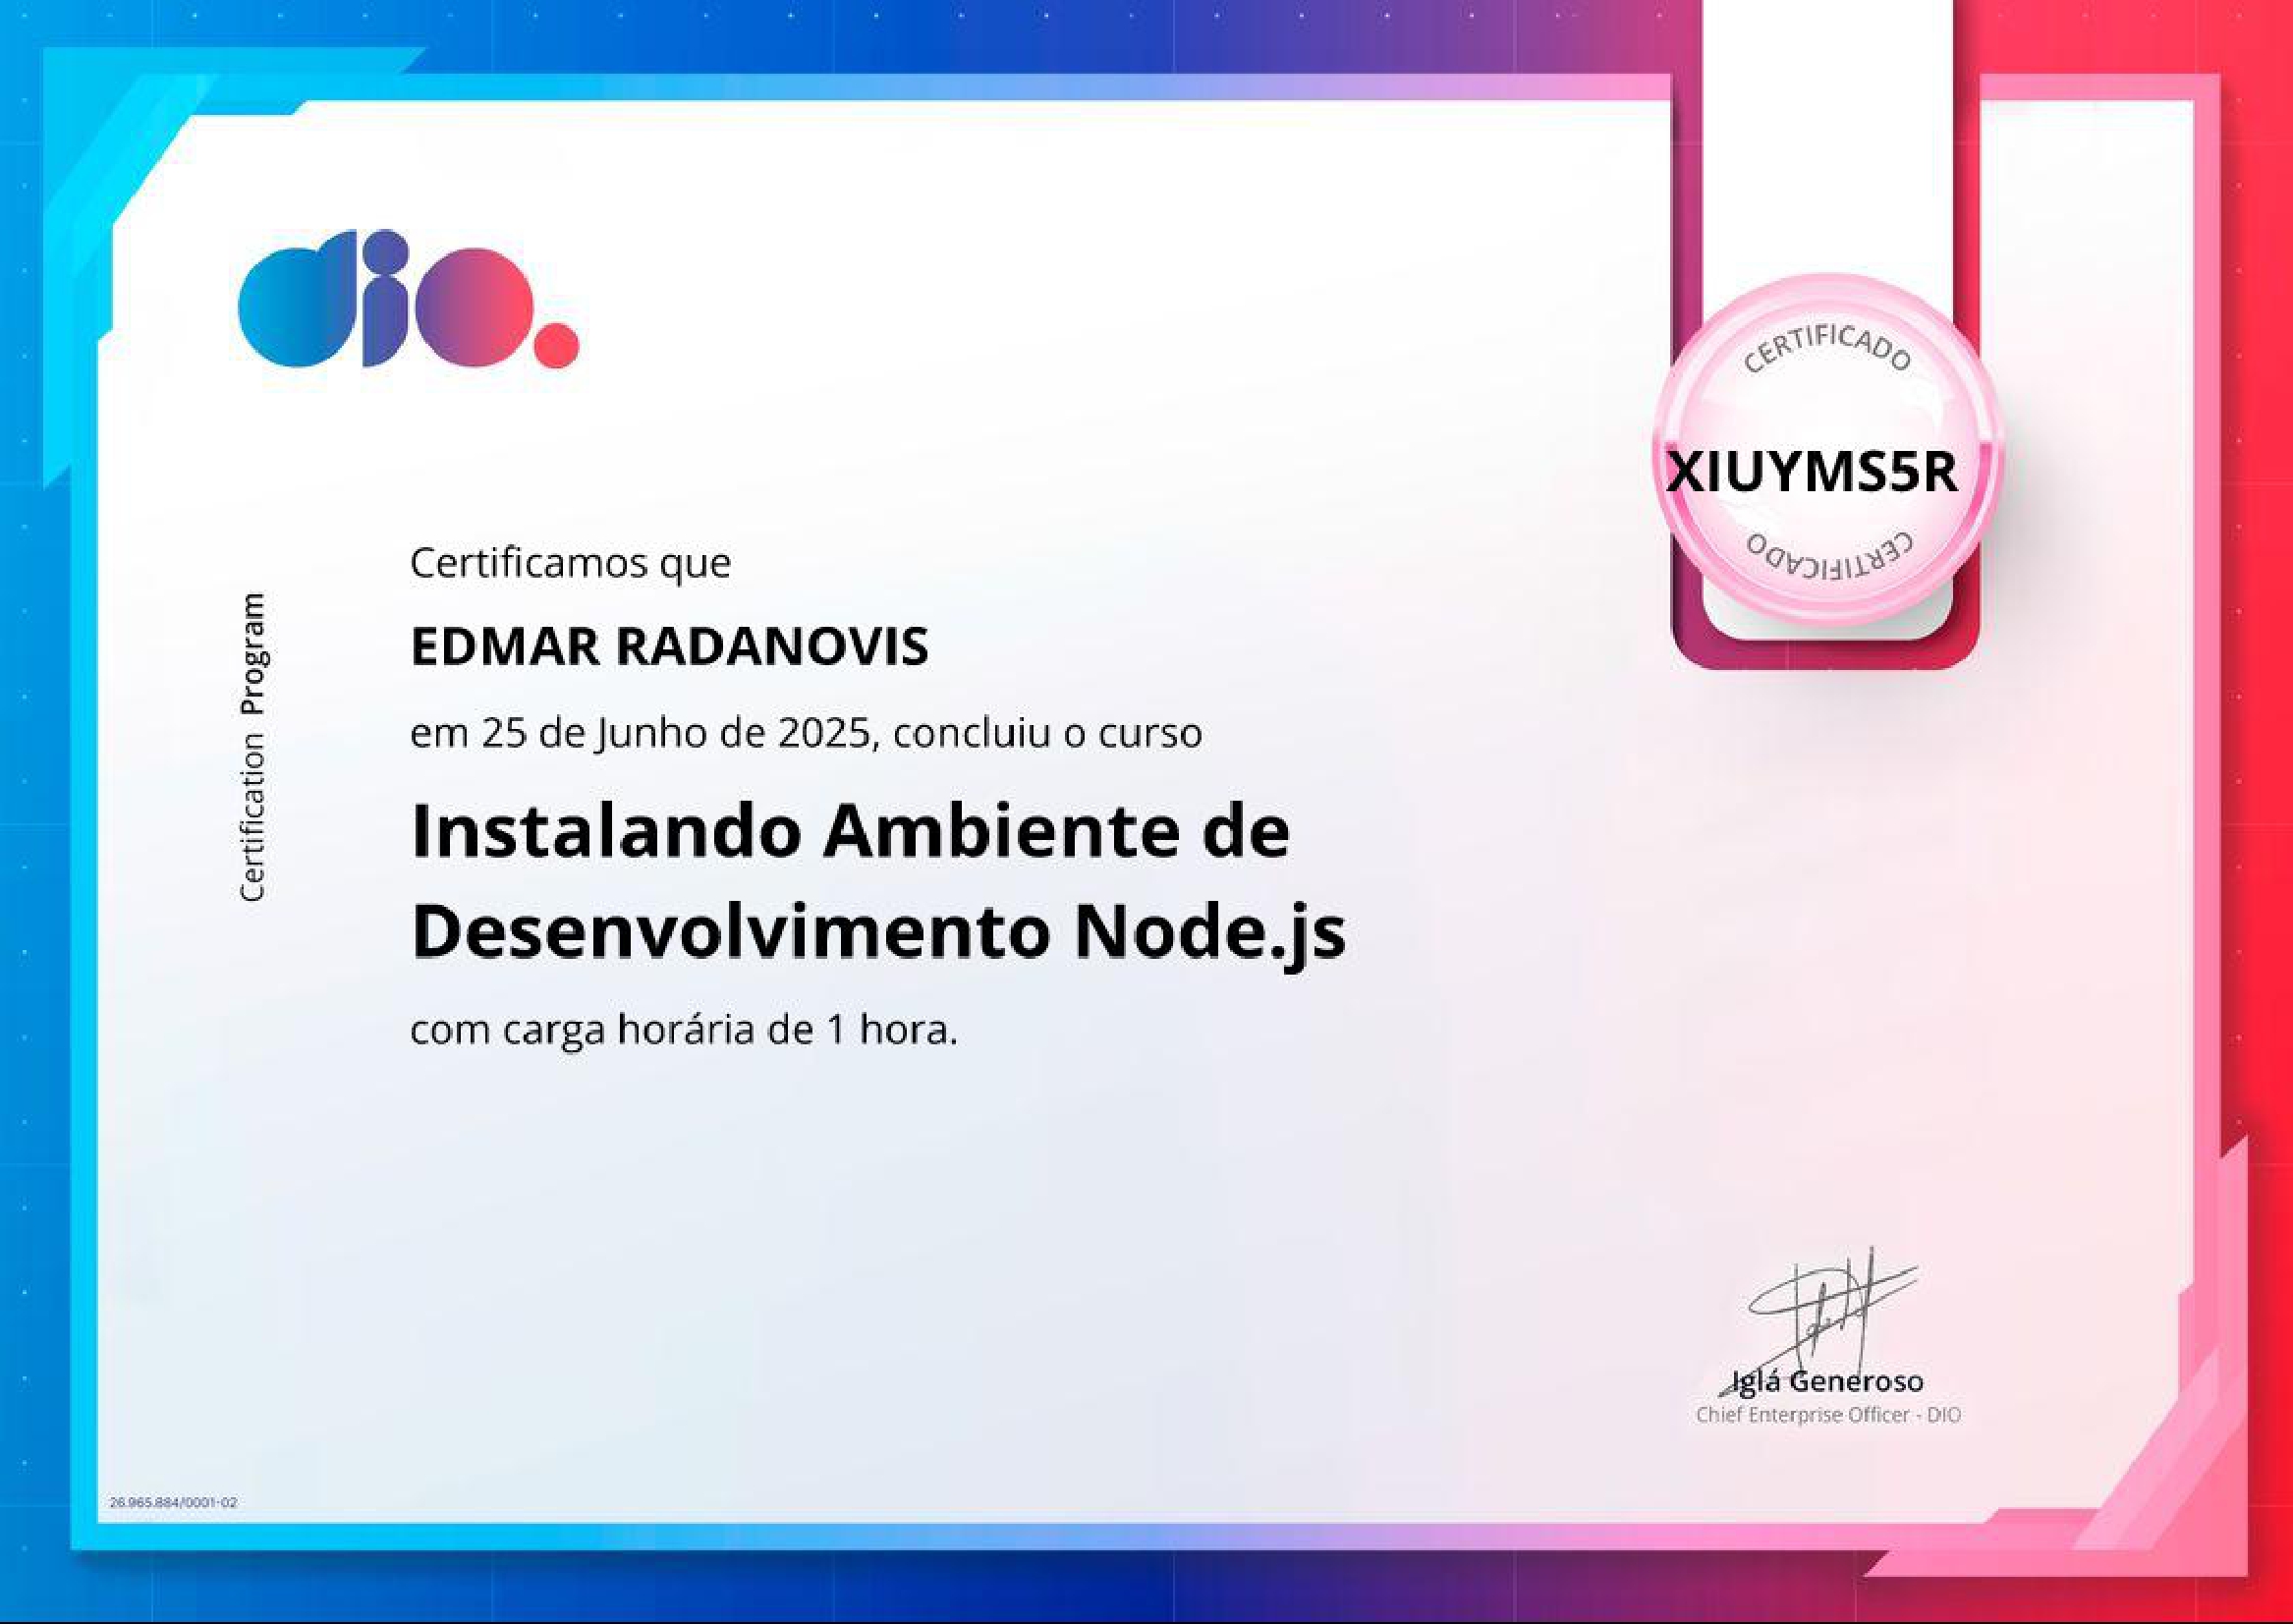 dio.
CERTIFICADO
XIUYMS5R
CERTIFICADO
Certification Program
Certificamos que
EDMAR RADANOVIS
em 25 de Junho de 2025, concluiu o curso
Instalando Ambiente de
Desenvolvimento Node.js
com carga horária de 1 hora.
Iglá Generoso
Chief Enterprise Officer - DIO
26.965.884/0001-02